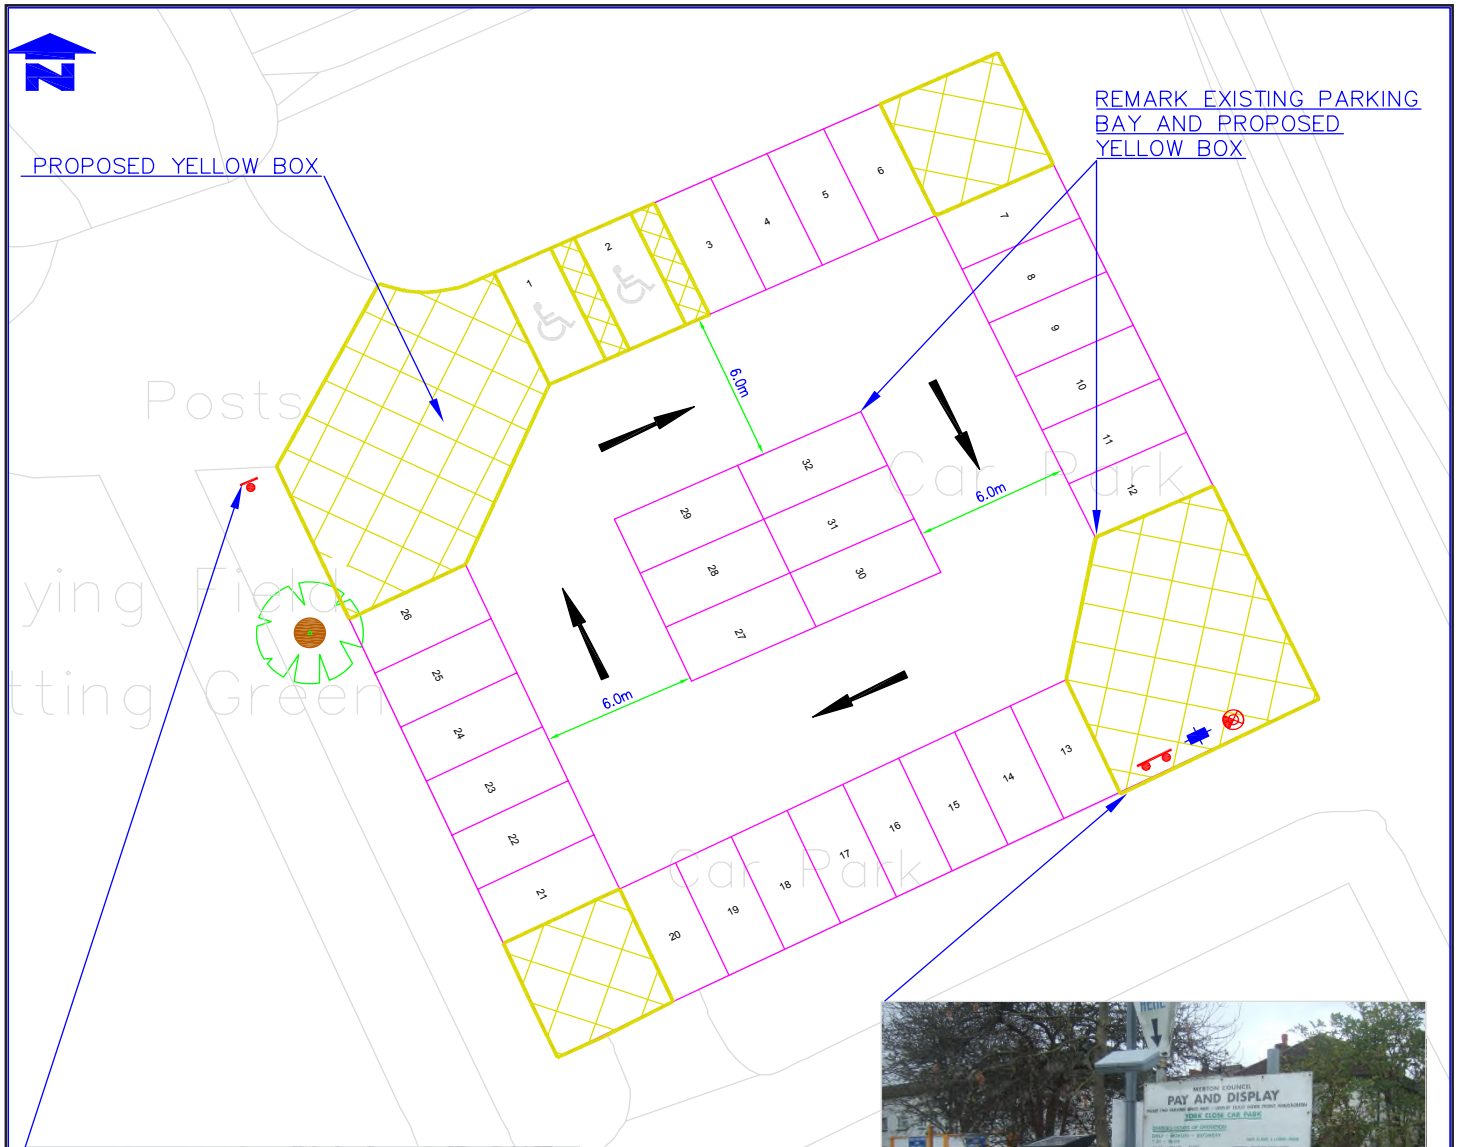 N
REMARK EXISTING PARKING
BAY AND PROPOSED
YELLOW BOX
PROPOSED YELLOW BOX
1
2
3
4
5
6
7
8
9
10
11
12
6.0m
6.0m
6.0m
Posts
Car Park
32
31
30
29
28
27
26
25
24
23
22
21
ying Field
tting Green
13
14
15
16
17
18
19
20
Car Park
MERTON COUNCIL
PAY AND DISPLAY
YORK CLOSE CAR PARK